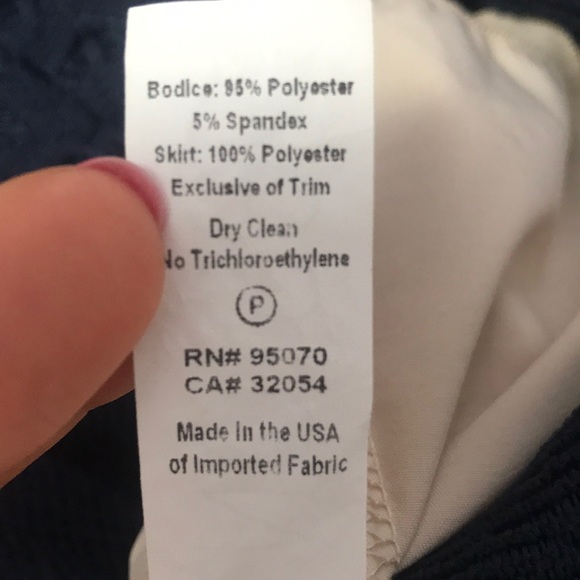 Bodice: 95% Polyester
5% Spandex
Skirt: 100% Polyester
Exclusive of Trim
Dry Clean
No Trichloroethylene
P
RN# 95070
CA# 32054
Made in the USA
of Imported Fabric